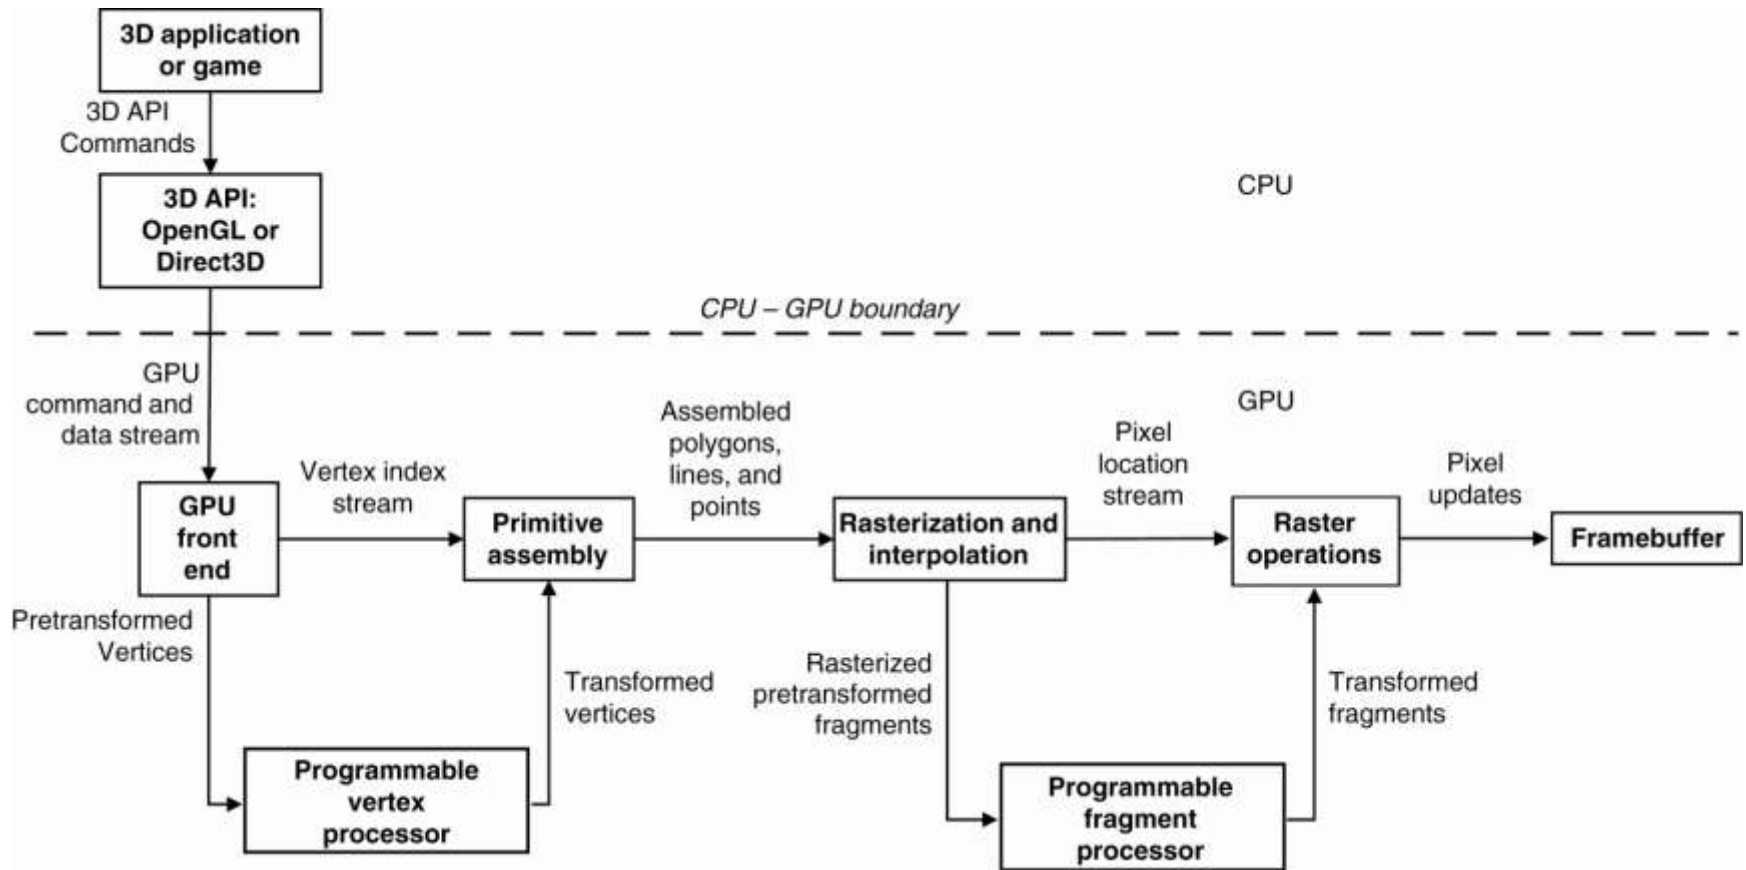 3D application
or game
3D API
Commands
3D API:
OpenGL or
Direct3D
CPU
CPU – GPU boundary
GPU
command and
data stream
GPU
GPU
front
end
Vertex index
stream
Primitive
assembly
Assembled
polygons,
lines, and
points
Rasterization and
interpolation
Pixel
location
stream
Raster
operations
Pixel
updates
Framebuffer
Pretransformed
Vertices
Programmable
vertex
processor
Transformed
vertices
Rasterized
pretransformed
fragments
Programmable
fragment
processor
Transformed
fragments